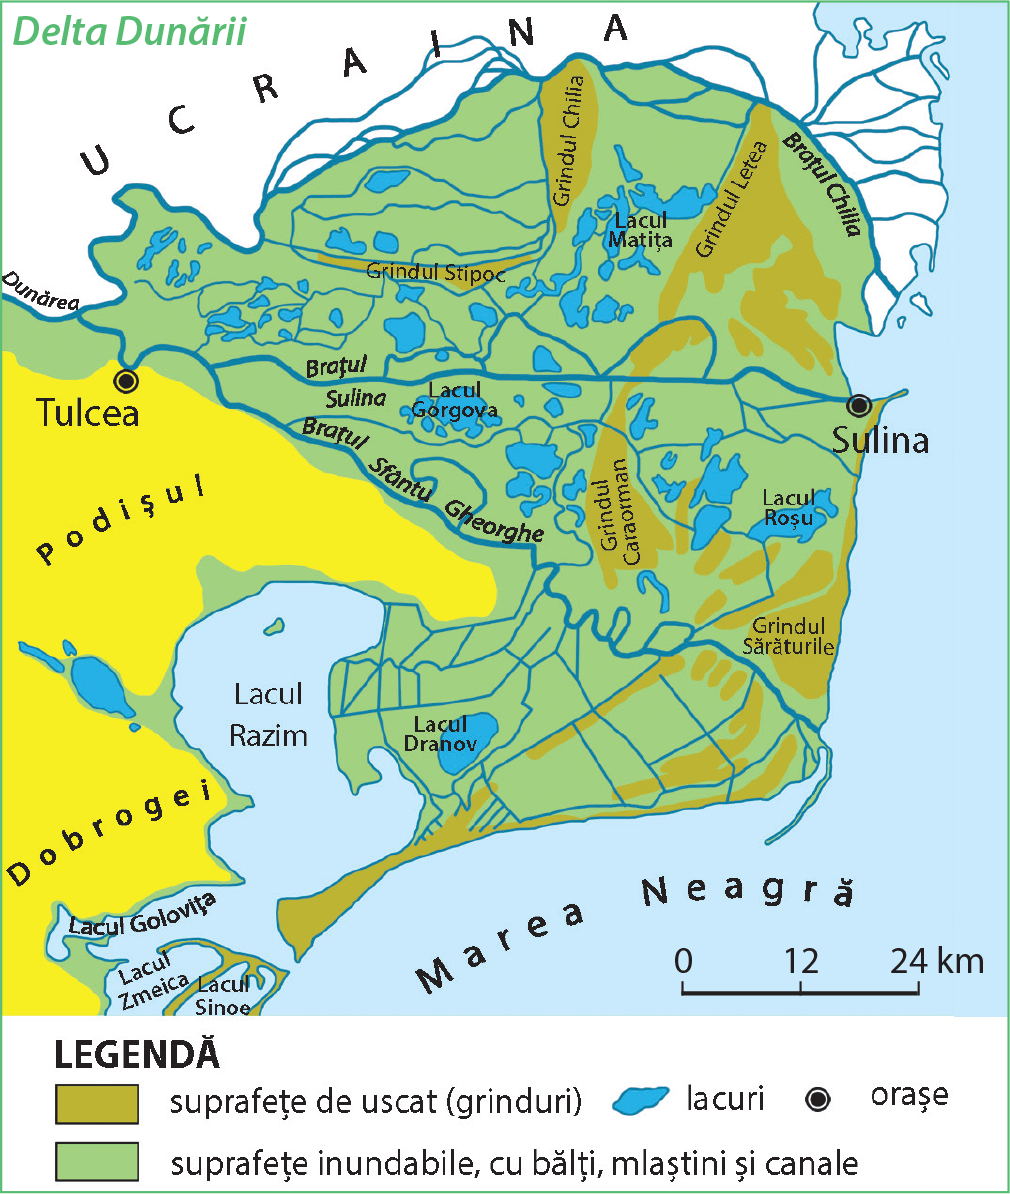 Delta Dunării
UCRAINA
Grindul Chilia
Grindul Letea
Brațul Chilia
Lacul
Matița
Grindul Stipoc
Dunărea
Brațul
Sulina
Lacul
Gorgova
Tulcea
Sulina
Brațul Sfântu Gheorghe
Grindul
Caraorman
Lacul
Roșu
Podișul
Grindul
Sărăturile
Lacul
Razim
Lacul
Dranov
Dobrogei
Lacul Golovița
Marea Neagră
Lacul
Zmeica
Lacul
Sinoe
0 12 24 km
LEGENDĂ
suprafețe de uscat (grinduri)
lacuri
orașe
suprafețe inundabile, cu bălți, mlaștini și canale